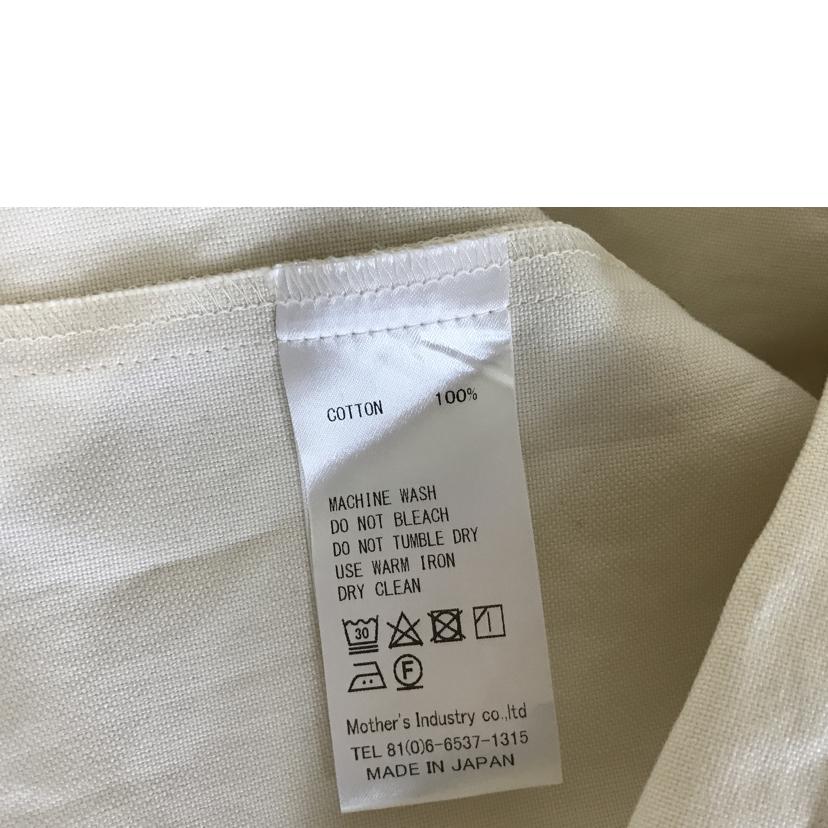 COTTON 100%
MACHINE WASH
DO NOT BLEACH
DO NOT TUMBLE DRY
USE WARM IRON
DRY CLEAN
30
F
Mother's Industry co.,ltd
TEL 81(0)6-6537-1315
MADE IN JAPAN